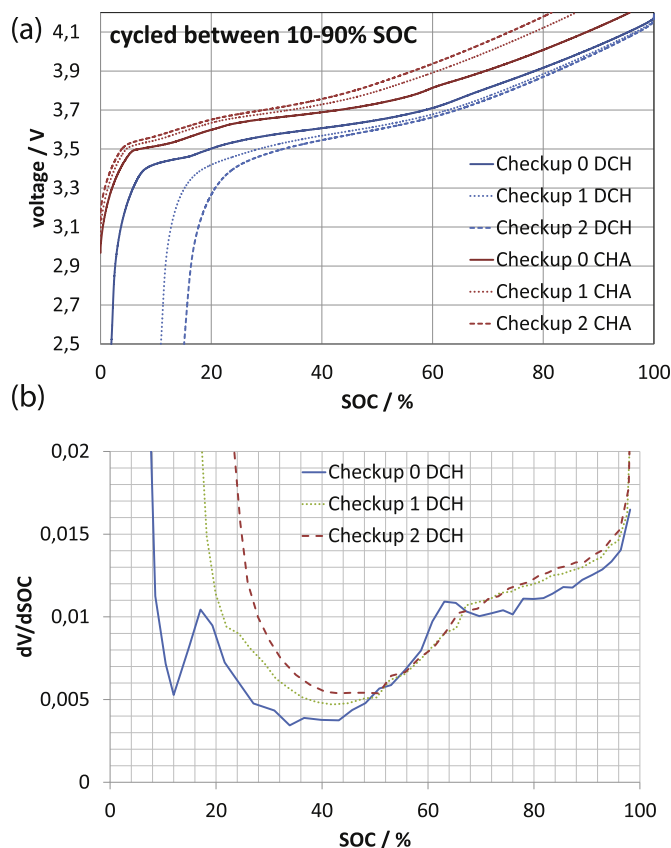 (a)
cycled between 10-90% SOC
voltage / V
4,1
3,9
3,7
3,5
3,3
3,1
2,9
2,7
2,5
Checkup 0 DCH
Checkup 1 DCH
Checkup 2 DCH
Checkup 0 CHA
Checkup 1 CHA
Checkup 2 CHA
0 20 40 60 80 100
SOC / %
(b)
dV/dSOC
0,02
0,015
0,01
0,005
0
Checkup 0 DCH
Checkup 1 DCH
Checkup 2 DCH
0 20 40 60 80 100
SOC / %